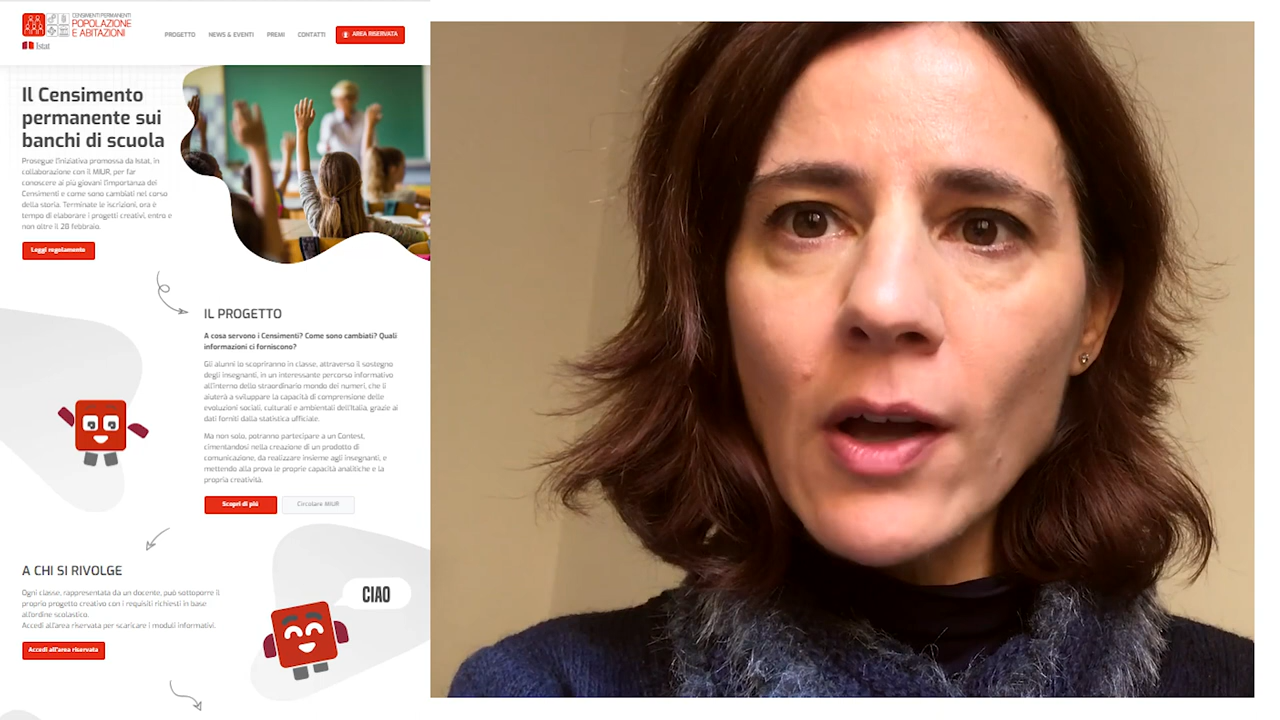 CENSIMENTI PERMANENTI
POPOLAZIONE
E ABITAZIONI
Istat
PROGETTO
NEWS & EVENTI
PREMI
CONTATTI
AREA RISERVATA
Il Censimento
permanente sui
banchi di scuola
Prosegue l'iniziativa promossa da Istat, in
collaborazione con il MIUR, per far
conoscere ai più giovani l'importanza dei
Censimenti e come sono cambiati nel corso
della storia. Terminate le iscrizioni, ora è
tempo di elaborare i progetti creativi, entro e
non oltre il 28 febbraio.
Leggi regolamento
IL PROGETTO
A cosa servono i Censimenti? Come sono cambiati? Quali
informazioni ci forniscono?
Gli alunni lo scopriranno in classe, attraverso il sostegno
degli insegnanti, in un interessante percorso informativo
all'interno dello straordinario mondo dei numeri, che li
aiuterà a sviluppare la capacità di comprensione delle
evoluzioni sociali, culturali e ambientali dell'Italia, grazie ai
dati forniti dalla statistica ufficiale.
Ma non solo, potranno partecipare a un Contest,
cimentandosi nella creazione di un prodotto di
comunicazione, da realizzare insieme agli insegnanti, e
mettendo alla prova le proprie capacità analitiche e la
propria creatività.
Scopri di più
Circolare MIUR
A CHI SI RIVOLGE
Ogni classe, rappresentata da un docente, può sottoporre il
proprio progetto creativo con i requisiti richiesti in base
all'ordine scolastico.
Accedi all'area riservata per scaricare i moduli informativi.
Accedi all'area riservata
CIAO